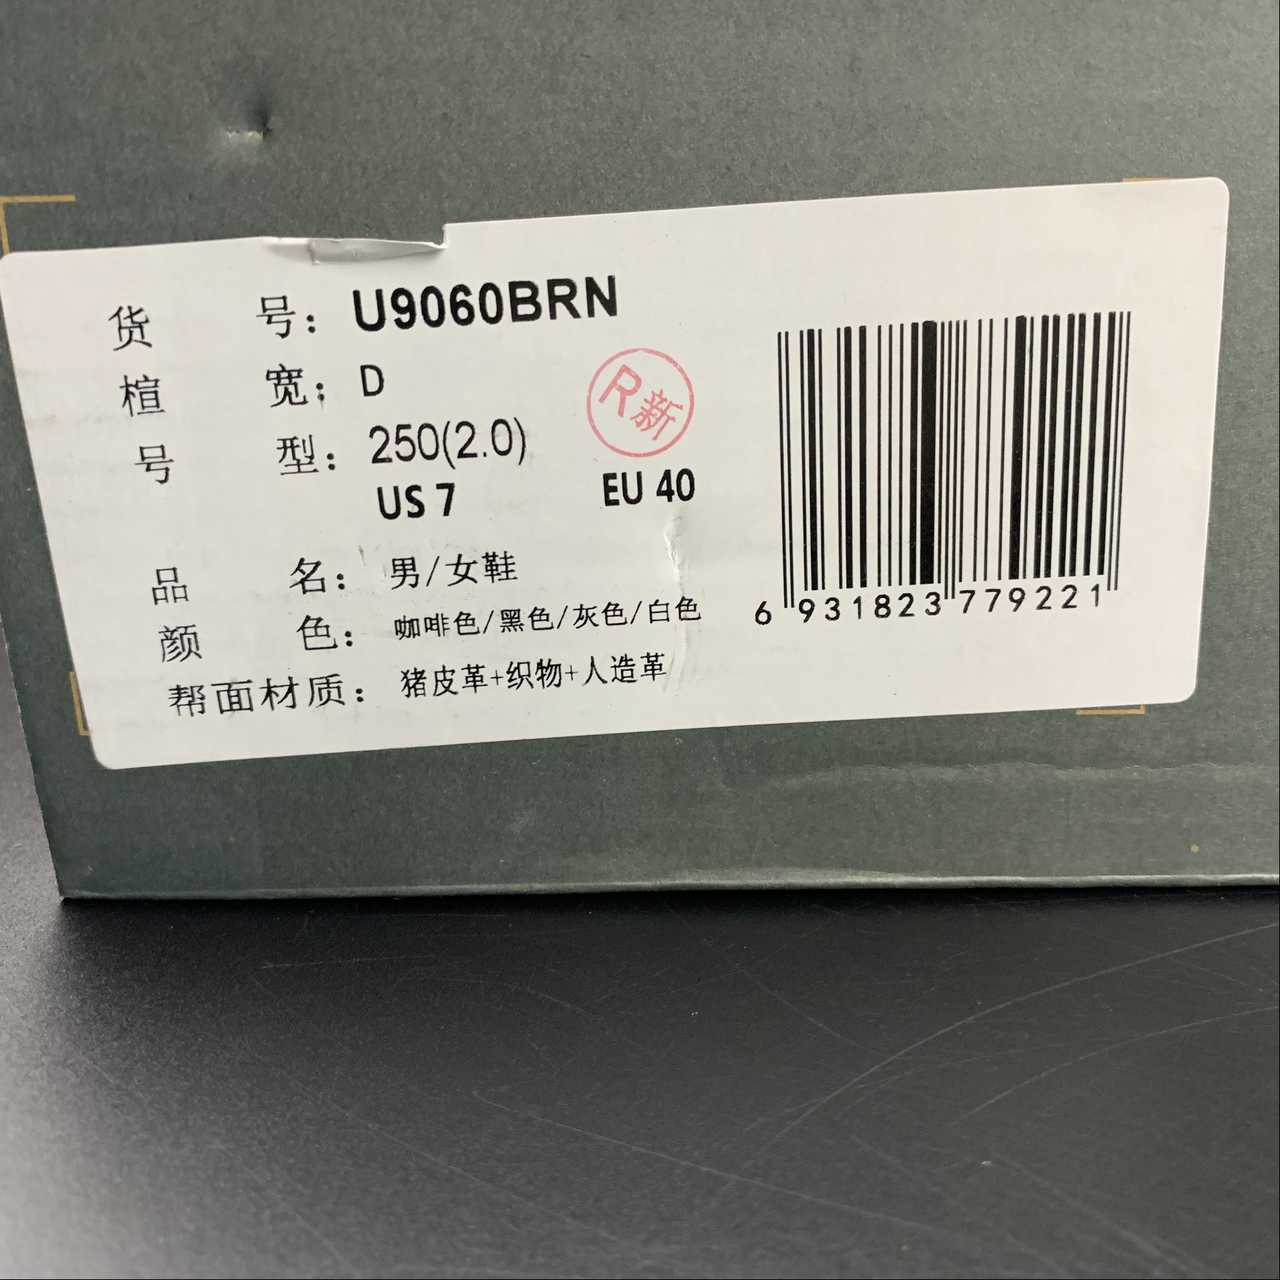 货 号：U9060BRN
楦 宽：D
号 型：250(2.0)
US 7 EU 40
R新
品 名：男/女鞋
颜 色：咖啡色/黑色/灰色/白色
帮面材质：猪皮革+织物+人造革
6 931823 779221